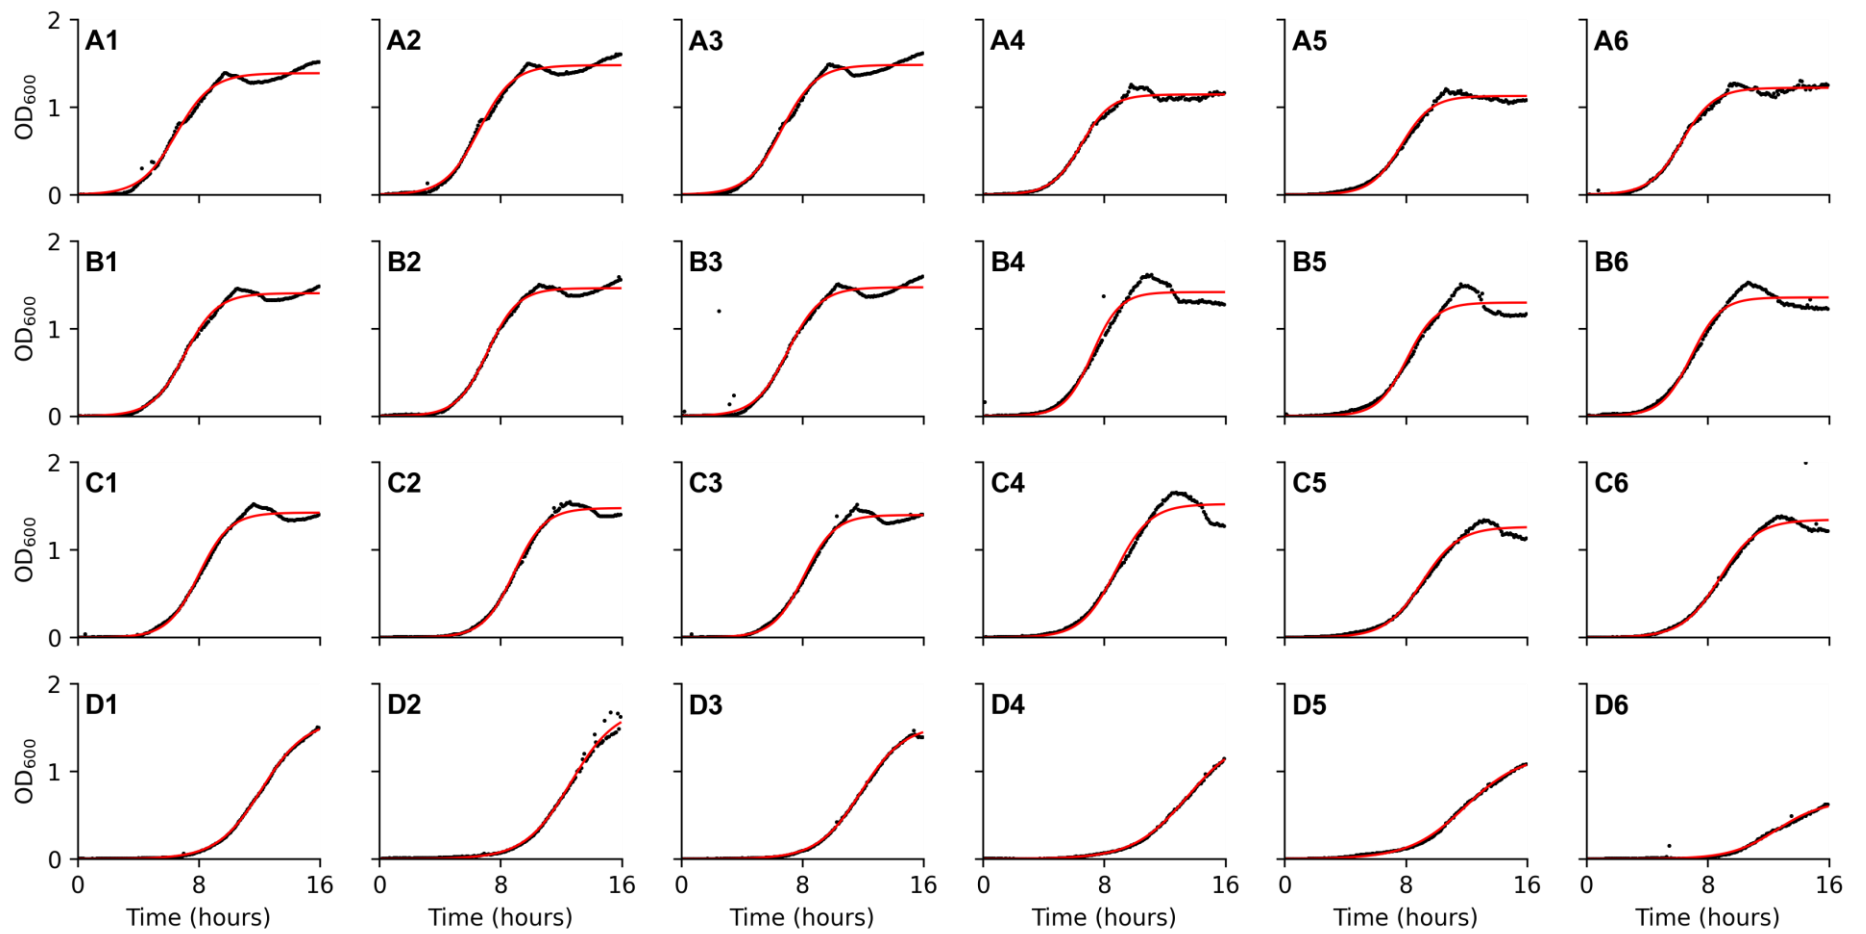 2
A1
A2
A3
A4
A5
A6
OD600
1
0
2
B1
B2
B3
B4
B5
B6
OD600
1
0
2
C1
C2
C3
C4
C5
C6
OD600
1
0
2
D1
D2
D3
D4
D5
D6
OD600
1
0
0 8 16 0 8 16 0 8 16 0 8 16 0 8 16 0 8 16
Time (hours) Time (hours) Time (hours) Time (hours) Time (hours) Time (hours)